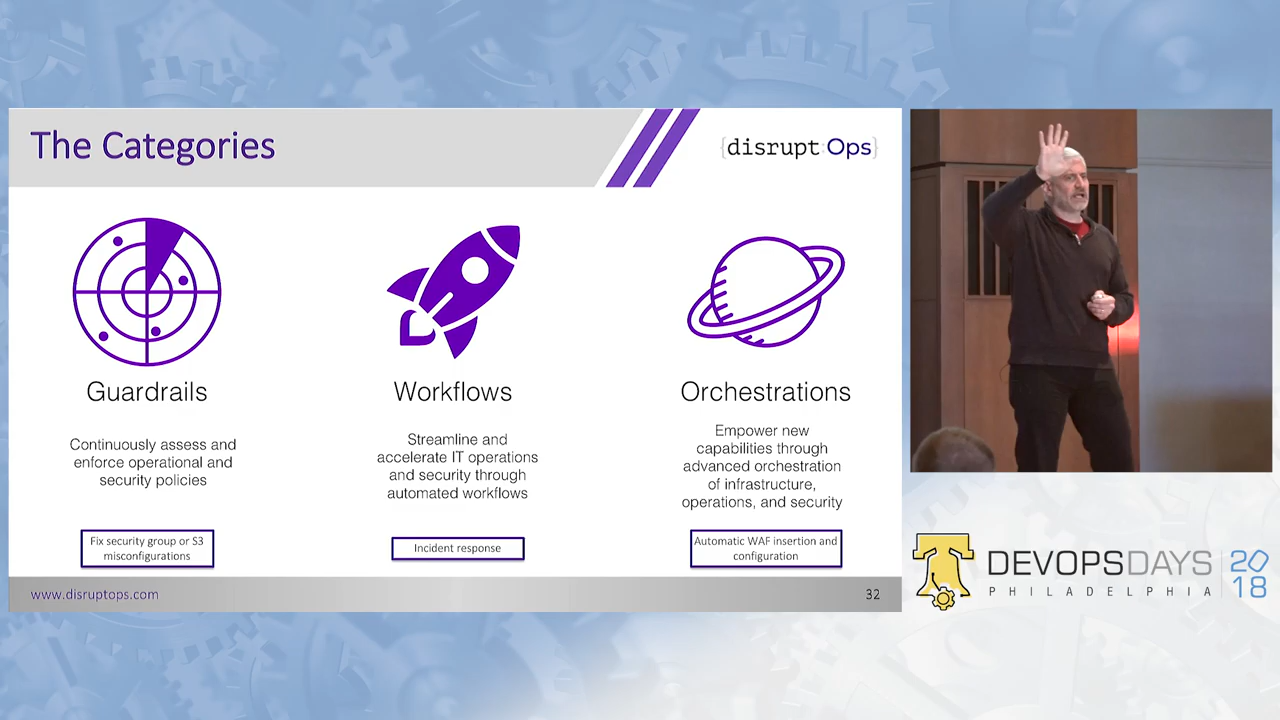 The Categories
{disrupt:Ops}
Guardrails
Continuously assess and
enforce operational and
security policies
Fix security group or S3
misconfigurations
Workflows
Streamline and
accelerate IT operations
and security through
automated workflows
Incident response
Orchestrations
Empower new
capabilities through
advanced orchestration
of infrastructure,
operations, and security
Automatic WAF insertion and
configuration
www.disruptops.com
32
DEVOPSDAYS
PHILADELPHIA
20
18